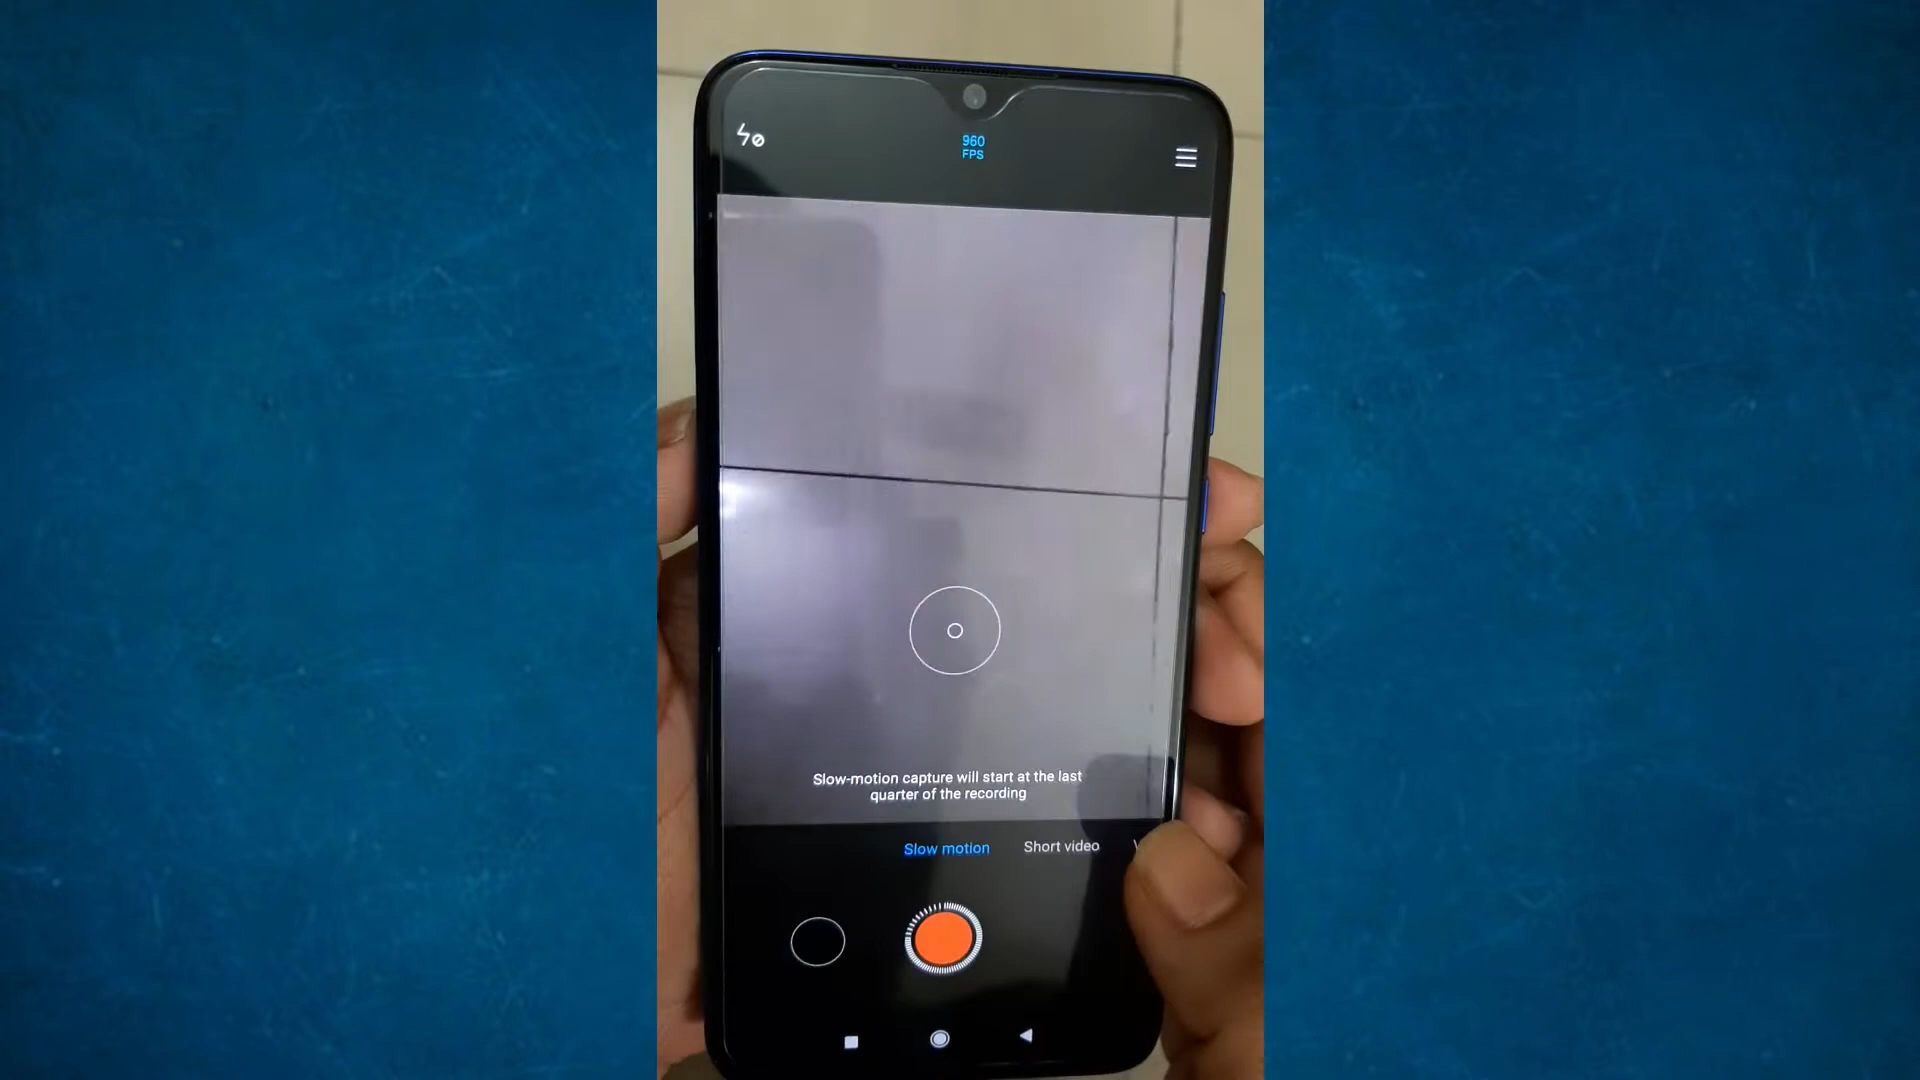 960
FPS
Slow-motion capture will start at the last
quarter of the recording
Slow motion
Short video